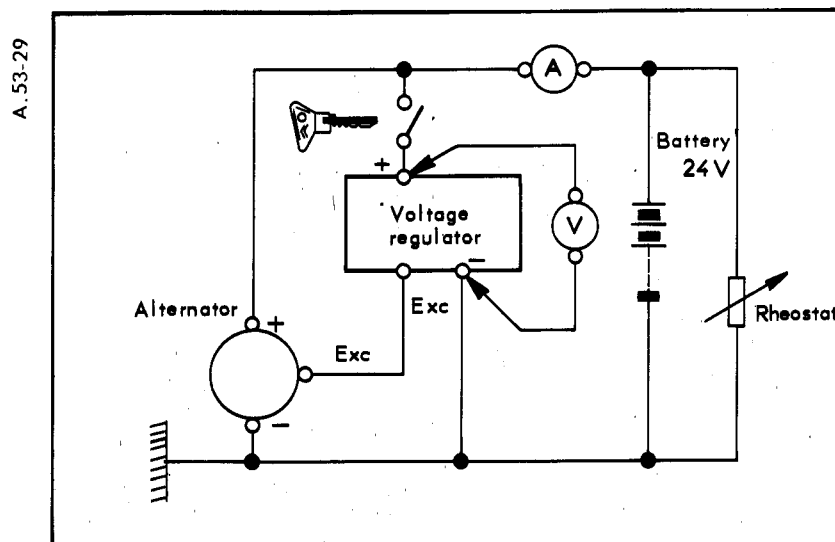 A.53-29
A
Battery
24V
+
Voltage
regulator
V
-
Alternator
+
Exc
Exc
Rheostat
-